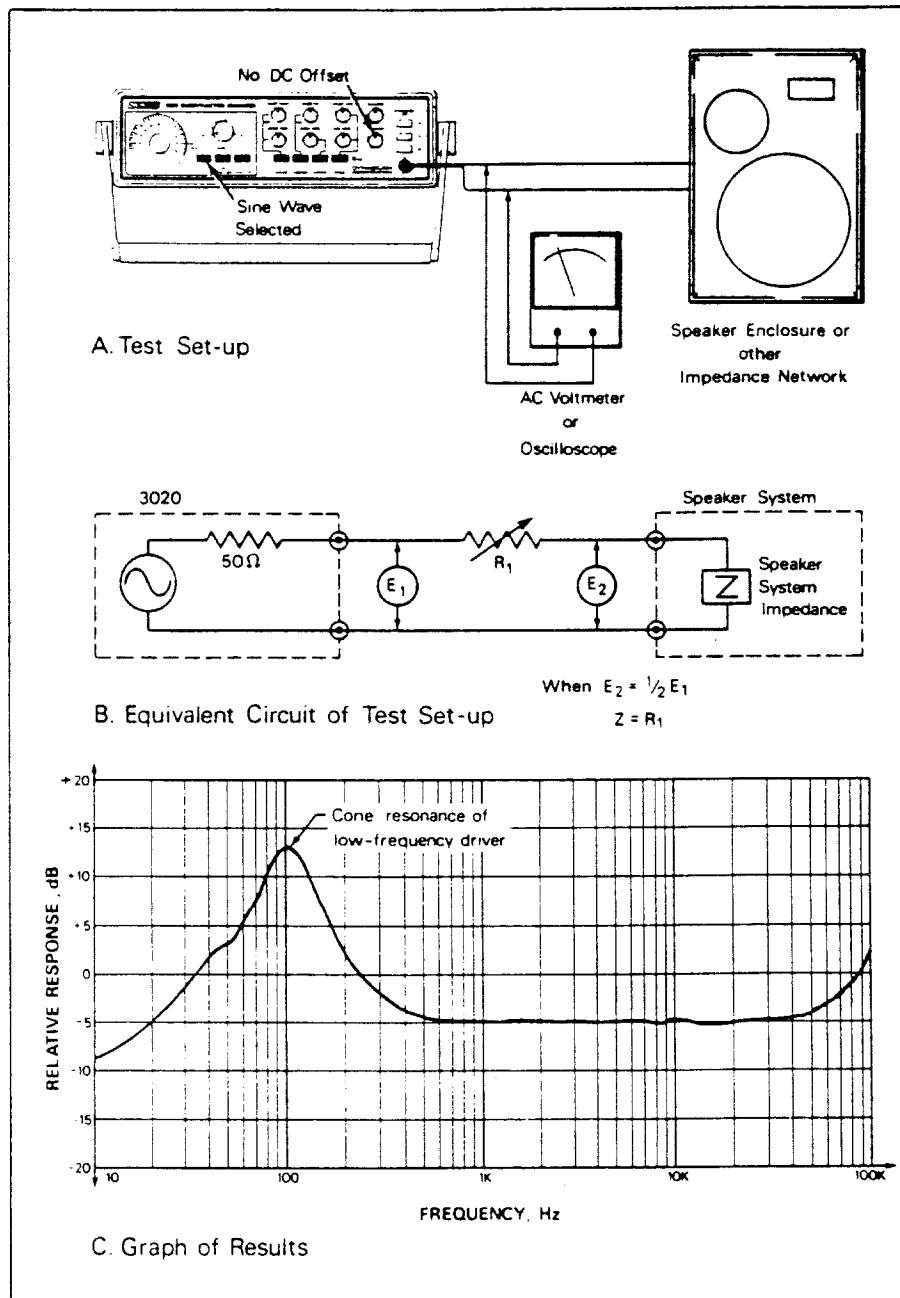 No DC Offset
Sine Wave
Selected
A. Test Set-up
AC Voltmeter
or
Oscilloscope
Speaker Enclosure or
other
Impedance Network
3020
Speaker System
50Ω
E1
R1
E2
Z
Speaker
System
Impedance
When E2 = 1/2 E1
Z = R1
B. Equivalent Circuit of Test Set-up
RELATIVE RESPONSE, dB
+20
+15
+10
+5
0
-5
-10
-15
-20
Cone resonance of
low-frequency driver
10 100 1K 10K 100K
FREQUENCY, Hz
C. Graph of Results